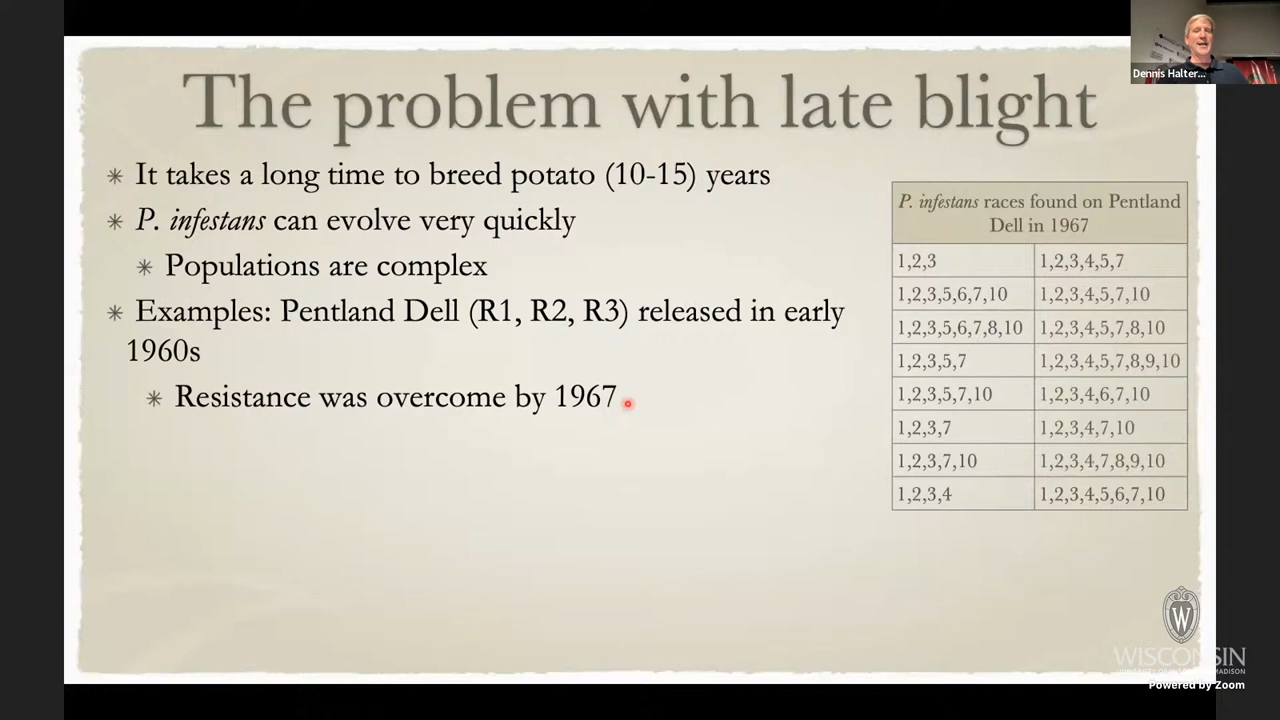 Dennis Halter...
The problem with late blight
✳ It takes a long time to breed potato (10-15) years
✳ P. infestans can evolve very quickly
✳ Populations are complex
✳ Examples: Pentland Dell (R1, R2, R3) released in early
1960s
✳ Resistance was overcome by 1967
P. infestans races found on Pentland
Dell in 1967
1,2,3 1,2,3,4,5,7
1,2,3,5,6,7,10 1,2,3,4,5,7,10
1,2,3,5,6,7,8,10 1,2,3,4,5,7,8,10
1,2,3,5,7 1,2,3,4,5,7,8,9,10
1,2,3,5,7,10 1,2,3,4,6,7,10
1,2,3,7 1,2,3,4,7,10
1,2,3,7,10 1,2,3,4,7,8,9,10
1,2,3,4 1,2,3,4,5,6,7,10
W
WISCONSIN
MADISON
Powered by Zoom